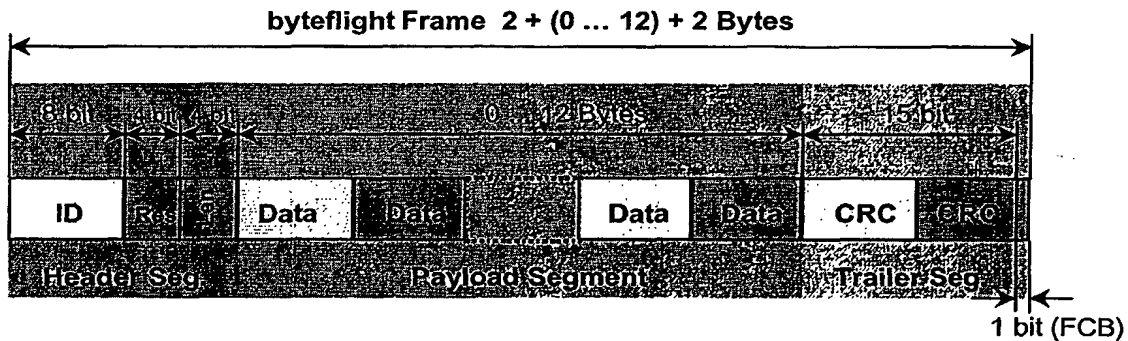 byteflight Frame 2 + (0 ... 12) + 2 Bytes
8 bit 4 bit 4 bit 0 ... 12 Bytes 15 bit
ID Res Data Data Data Data CRC CRC
Header Seg. Payload Segment Trailer Seg.
1 bit (FCB)